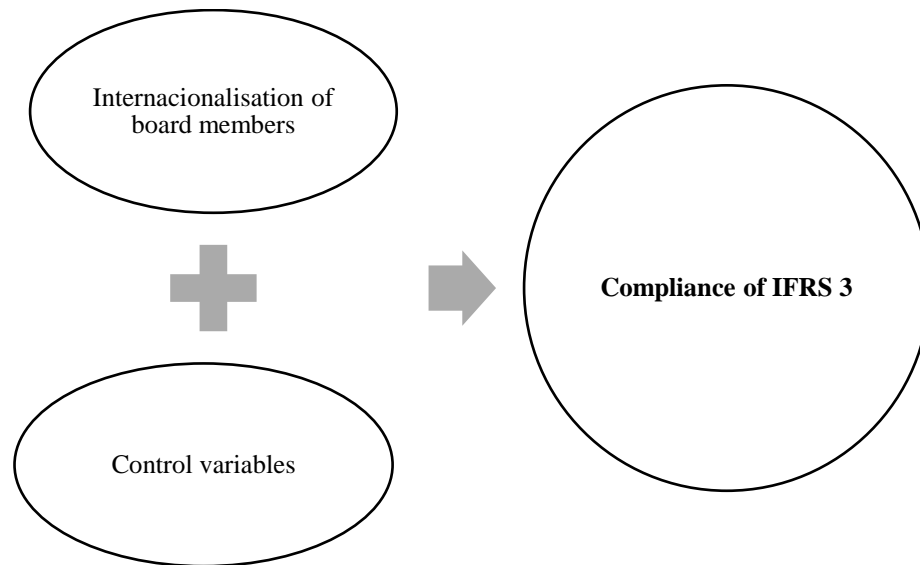 Internacionalisation of
board members
Compliance of IFRS 3
Control variables